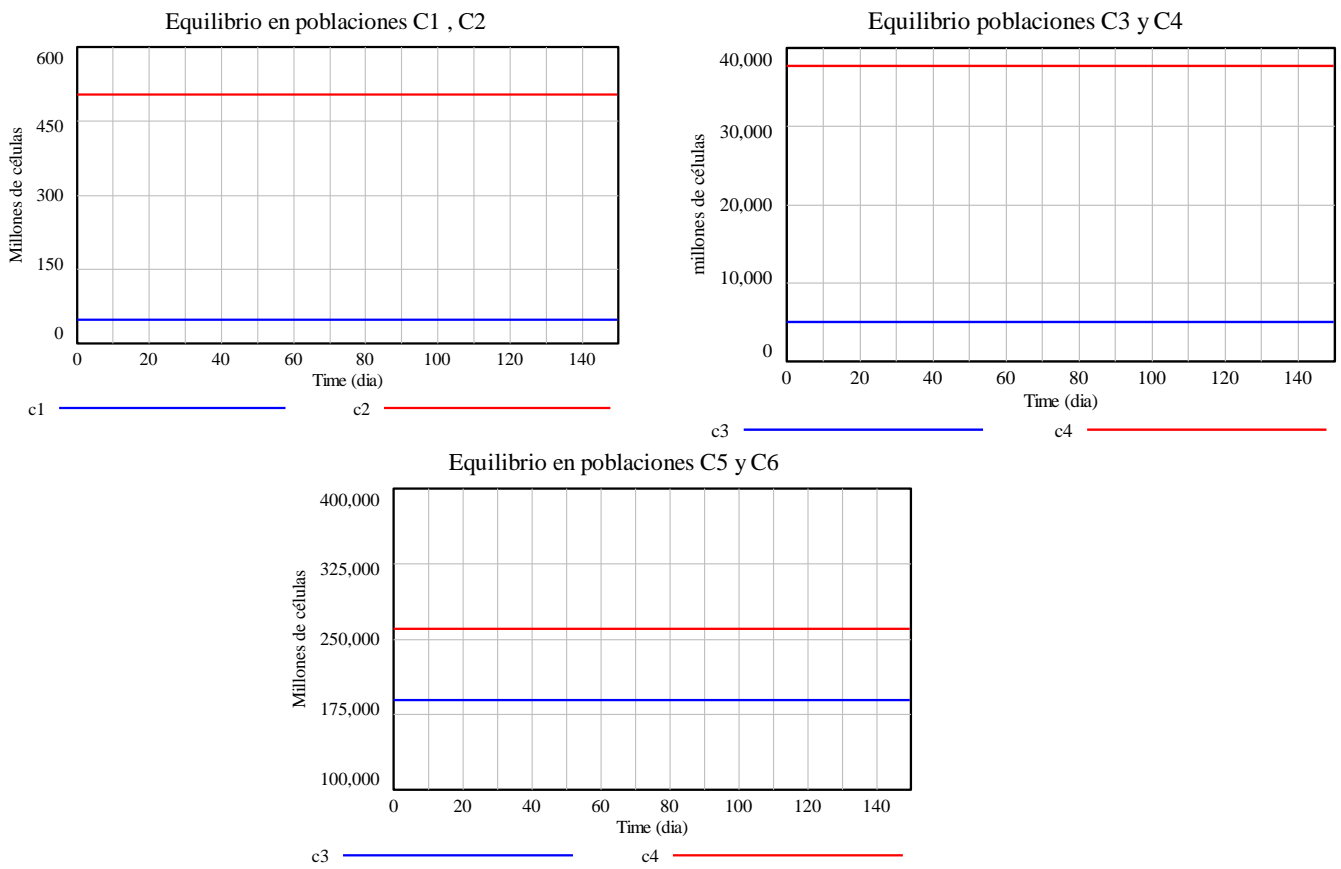 Equilibrio en poblaciones C1 , C2
Millones de células
600
450
300
150
0
0 20 40 60 80 100 120 140
Time (dia)
c1 c2
Equilibrio poblaciones C3 y C4
millones de células
40,000
30,000
20,000
10,000
0
0 20 40 60 80 100 120 140
Time (dia)
c3 c4
Equilibrio en poblaciones C5 y C6
Millones de células
400,000
325,000
250,000
175,000
100,000
0 20 40 60 80 100 120 140
Time (dia)
c3 c4